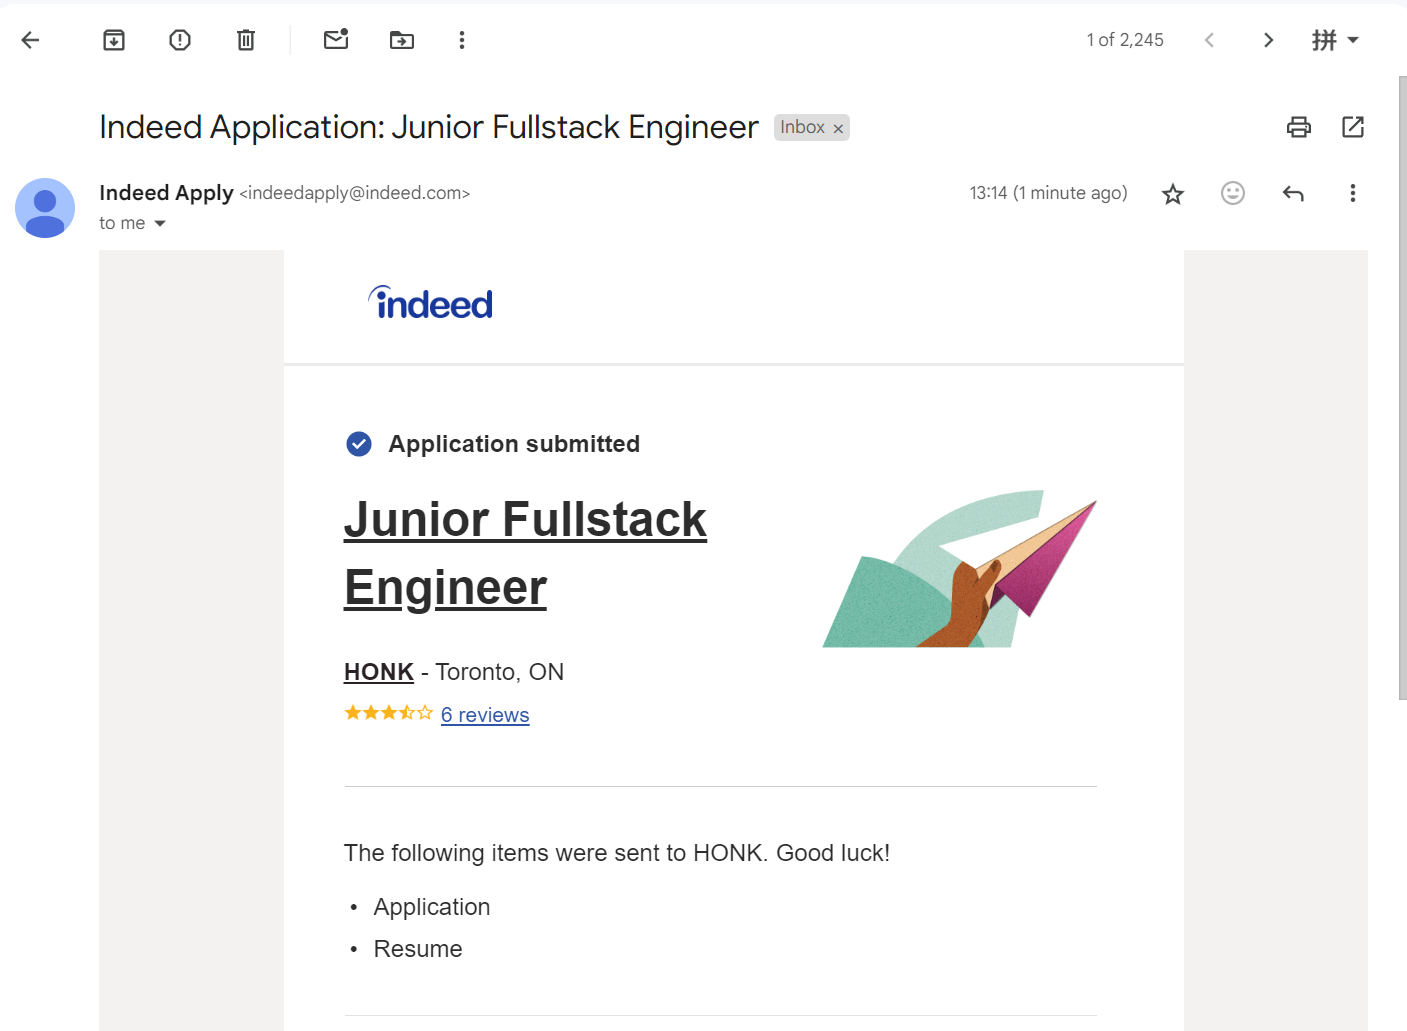 1 of 2,245
拼
Indeed Application: Junior Fullstack Engineer Inbox ×
Indeed Apply <indeedapply@indeed.com> 13:14 (1 minute ago)
to me
indeed
Application submitted
Junior Fullstack
Engineer
HONK - Toronto, ON
6 reviews
The following items were sent to HONK. Good luck!
• Application
• Resume